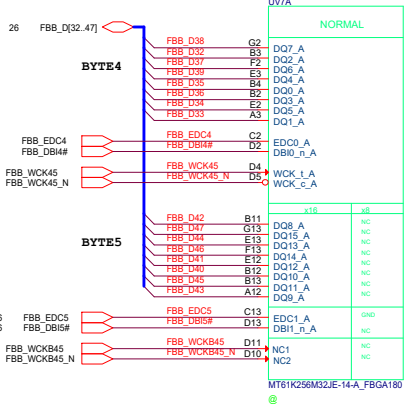 UV7A
NORMAL
26 FBB_D[32..47]
BYTE4
FBB_D38 G2 DQ7_A
FBB_D32 B3 DQ2_A
FBB_D37 F2 DQ6_A
FBB_D39 E3 DQ4_A
FBB_D35 B4 DQ0_A
FBB_D36 B2 DQ3_A
FBB_D34 E2 DQ5_A
FBB_D33 A3 DQ1_A
FBB_EDC4 FBB_EDC4 C2 EDC0_A
FBB_DBI4# FBB_DBI4# D2 DBI0_n_A
FBB_WCK45 FBB_WCK45 D4 WCK_t_A
FBB_WCK45_N FBB_WCK45_N D5 WCK_c_A
x16 x8
BYTE5
FBB_D42 B11 DQ8_A NC
FBB_D47 G13 DQ15_A NC
FBB_D44 E13 DQ13_A NC
FBB_D46 F13 DQ14_A NC
FBB_D41 E12 DQ12_A NC
FBB_D40 B12 DQ10_A NC
FBB_D45 B13 DQ11_A NC
FBB_D43 A12 DQ9_A NC
FBB_EDC5 FBB_EDC5 C13 EDC1_A GND
FBB_DBI5# FBB_DBI5# D13 DBI1_n_A NC
FBB_WCKB45 FBB_WCKB45 D11 NC1 NC
FBB_WCKB45_N FBB_WCKB45_N D10 NC2 NC
MT61K256M32JE-14-A_FBGA180
@